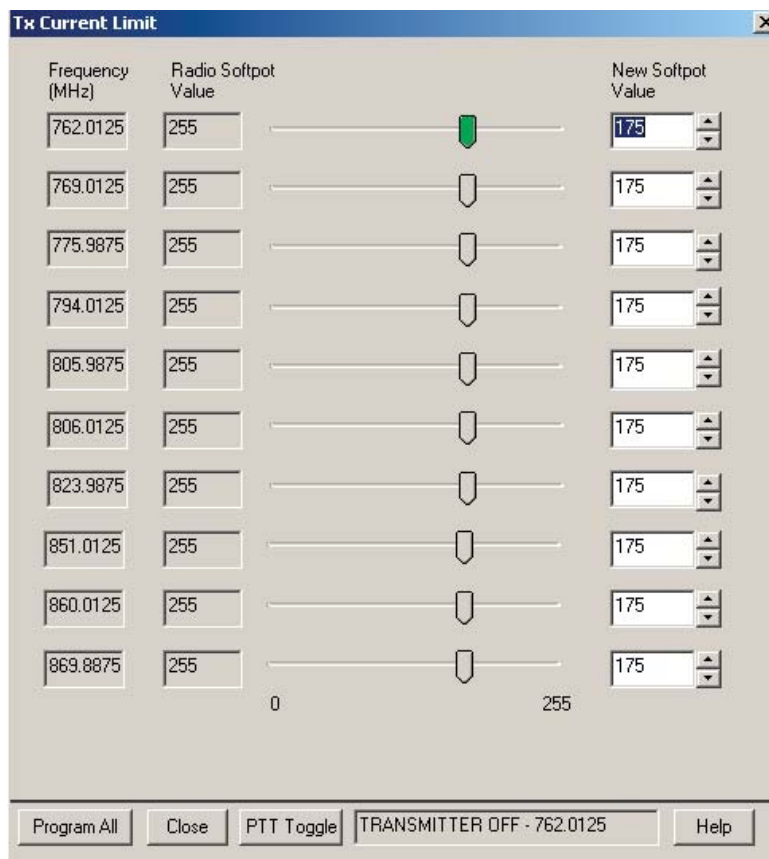 Tx Current Limit
Frequency (MHz) Radio Softpot Value New Softpot Value
762.0125 255 175
769.0125 255 175
775.9875 255 175
794.0125 255 175
805.9875 255 175
806.0125 255 175
823.9875 255 175
851.0125 255 175
860.0125 255 175
869.8875 255 175
0 255
Program All Close PTT Toggle TRANSMITTER OFF - 762.0125 Help